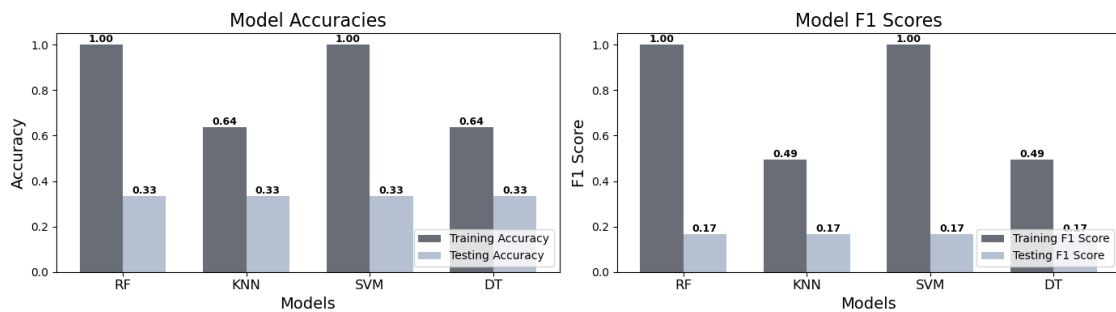 Model Accuracies
1.00
1.00
1.0
0.8
0.64
0.64
0.6
Accuracy
0.4
0.33
0.33
0.33
0.33
0.2
Training Accuracy
Testing Accuracy
0.0
RF
KNN
SVM
DT
Models
Model F1 Scores
1.00
1.00
1.0
0.8
0.6
F1 Score
0.49
0.49
0.4
0.2
0.17
0.17
0.17
0.17
Training F1 Score
Testing F1 Score
0.0
RF
KNN
SVM
DT
Models